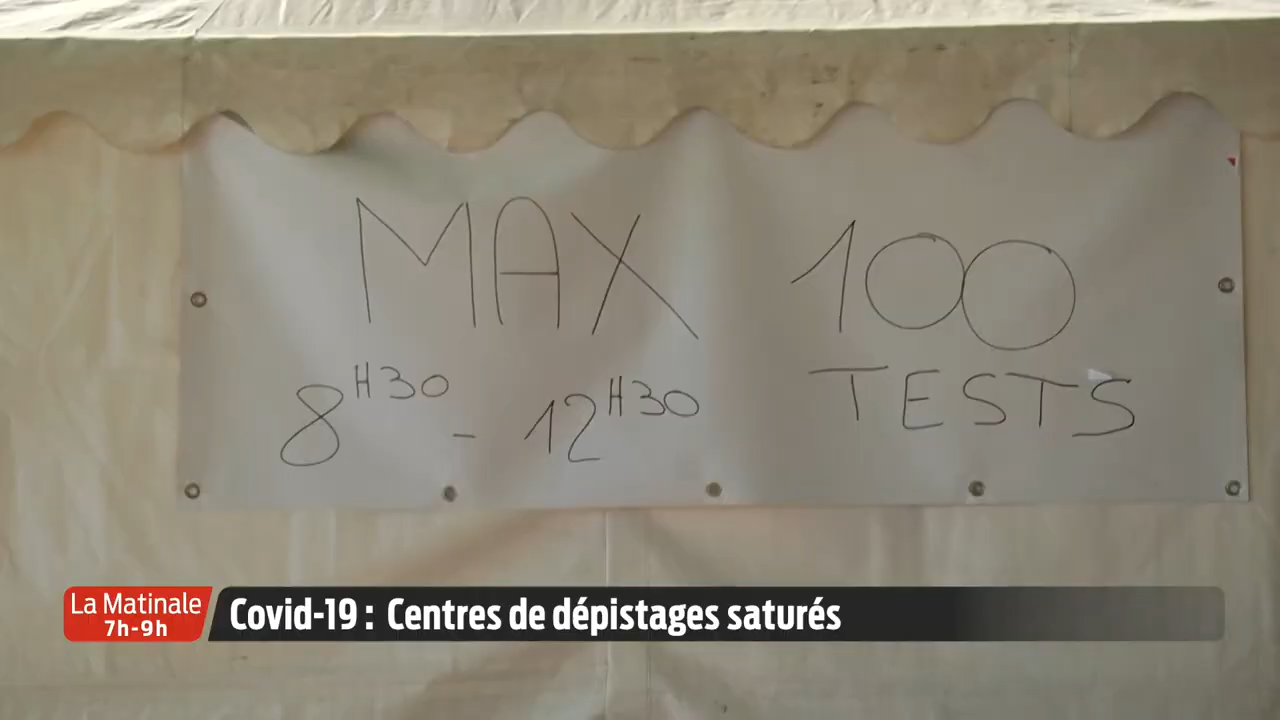 MAX 100
8H30 - 12H30 TESTS
La Matinale
7h-9h
Covid-19 : Centres de dépistages saturés